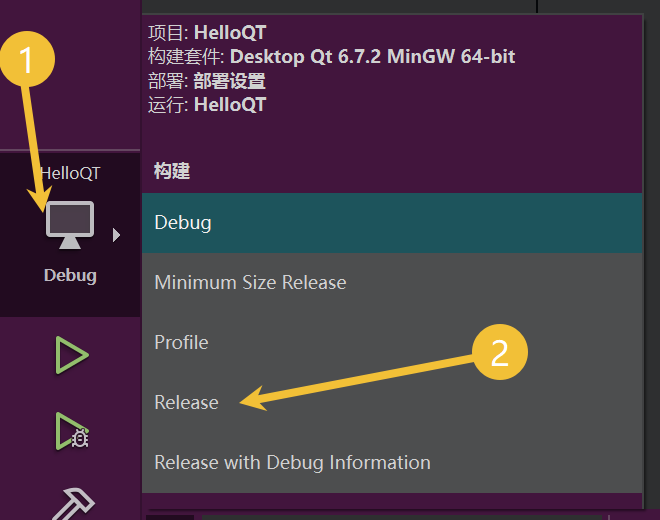 项目: HelloQT
构建套件: Desktop Qt 6.7.2 MinGW 64-bit
部署: 部署设置
运行: HelloQT
1
HelloQT
Debug
构建
Debug
Minimum Size Release
Profile
2
Release
Release with Debug Information